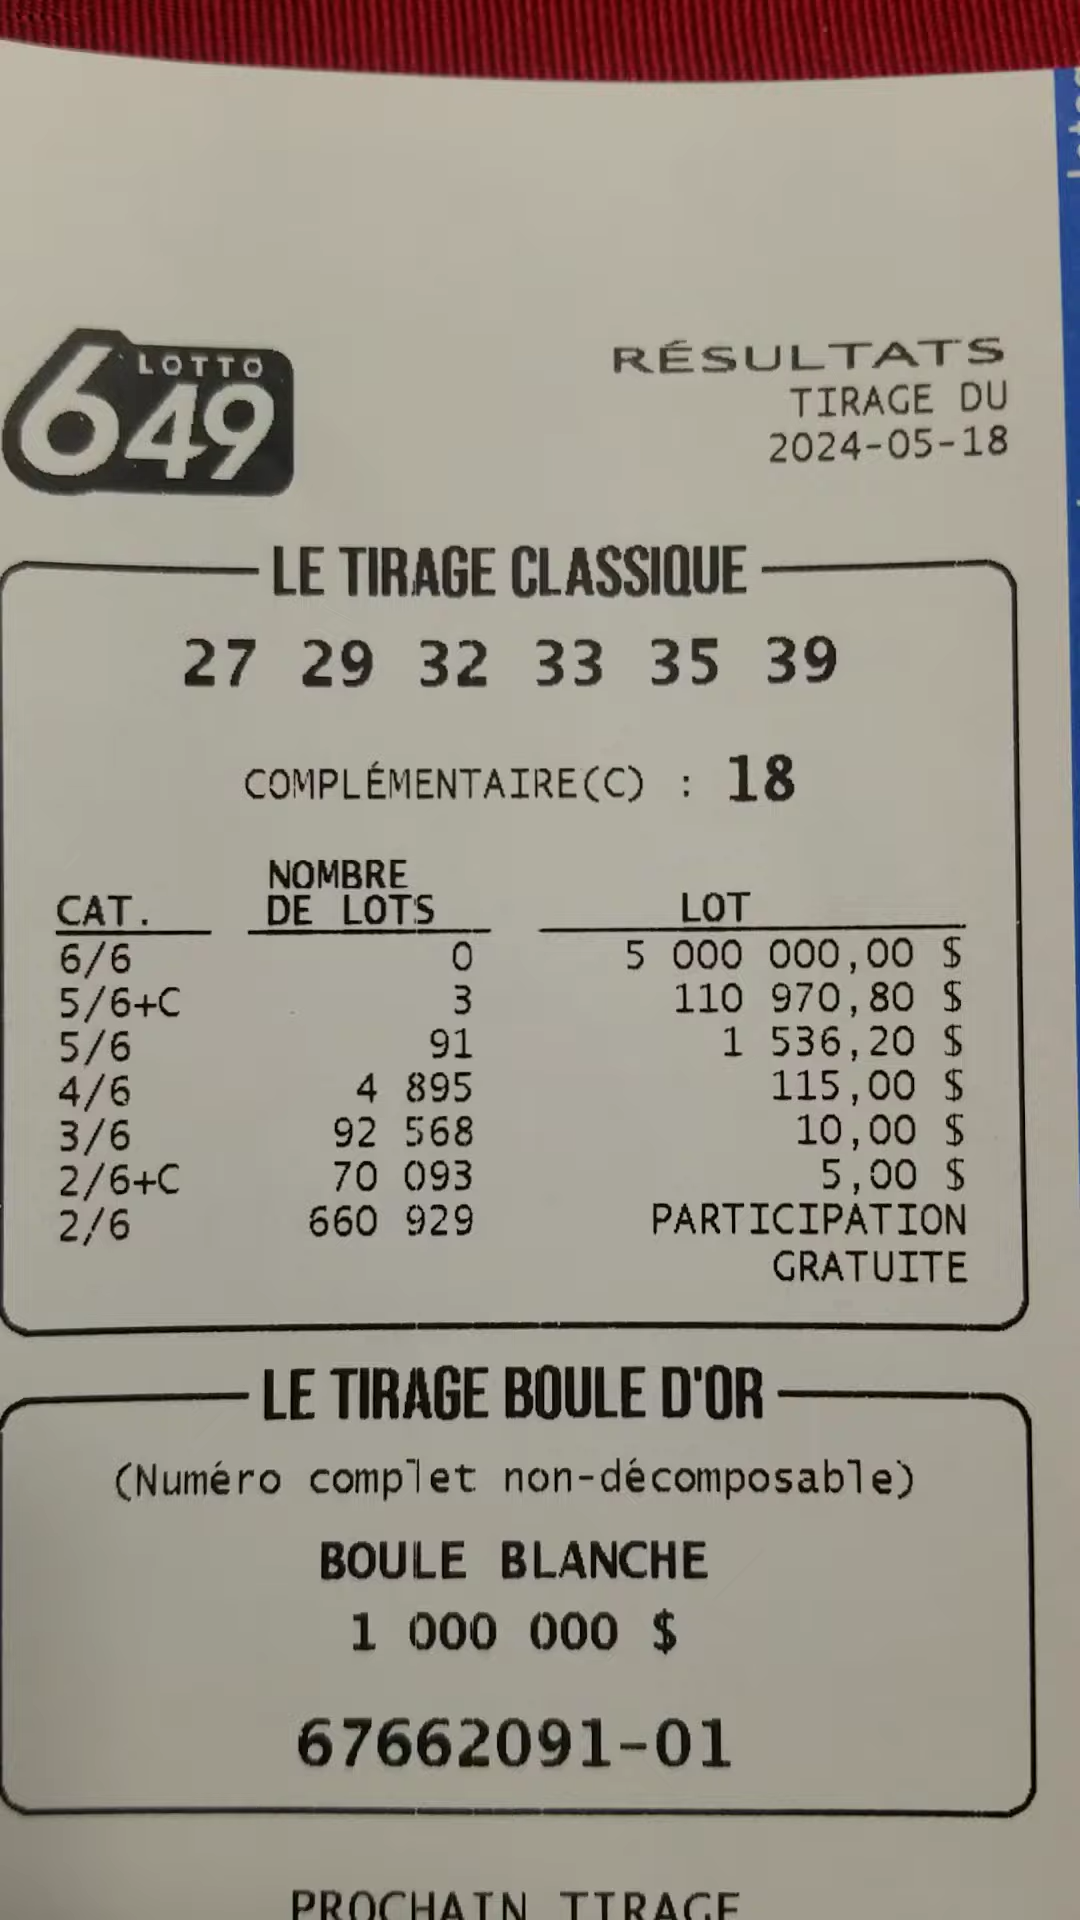 LOTTO
649
RÉSULTATS
TIRAGE DU
2024-05-18
LE TIRAGE CLASSIQUE
27 29 32 33 35 39
COMPLÉMENTAIRE(C) : 18
NOMBRE
CAT. DE LOTS LOT
6/6 0 5 000 000,00 $
5/6+C 3 110 970,80 $
5/6 91 1 536,20 $
4/6 4 895 115,00 $
3/6 92 568 10,00 $
2/6+C 70 093 5,00 $
2/6 660 929 PARTICIPATION
GRATUITE
LE TIRAGE BOULE D'OR
(Numéro complet non-décomposable)
BOULE BLANCHE
1 000 000 $
67662091-01
PROCHAIN TIRAGE